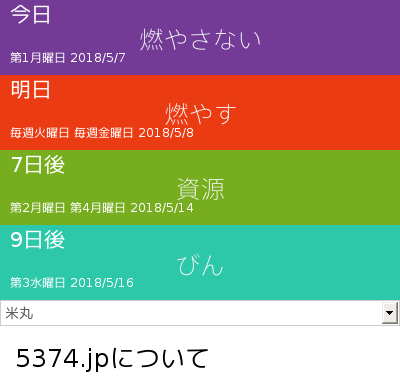 今日
燃やさない
第1月曜日 2018/5/7
明日
燃やす
毎週火曜日 毎週金曜日 2018/5/8
7日後
資源
第2月曜日 第4月曜日 2018/5/14
9日後
びん
第3水曜日 2018/5/16
米丸
5374.jpについて